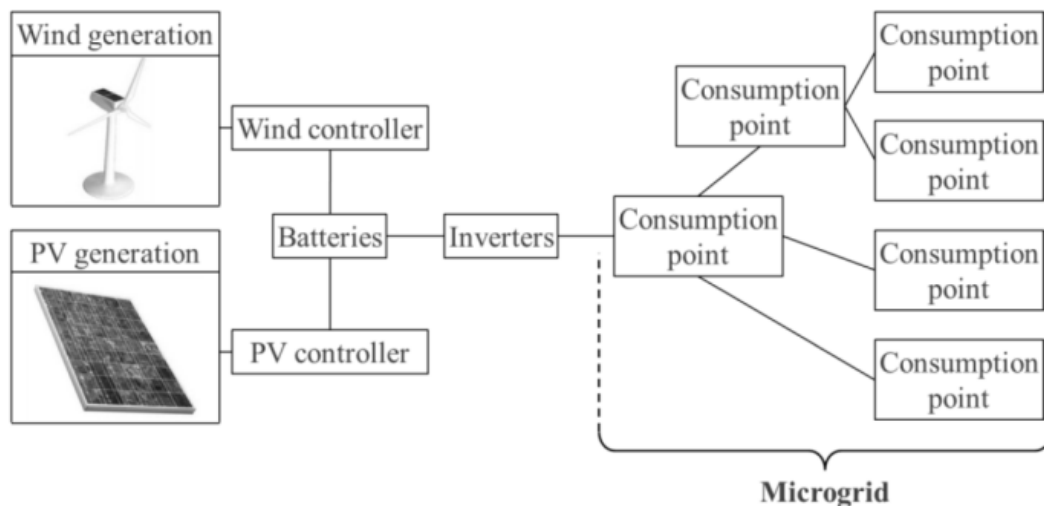 Wind generation
Wind controller
PV generation
PV controller
Batteries
Inverters
Consumption
point
Consumption
point
Consumption
point
Consumption
point
Consumption
point
Consumption
point
Microgrid